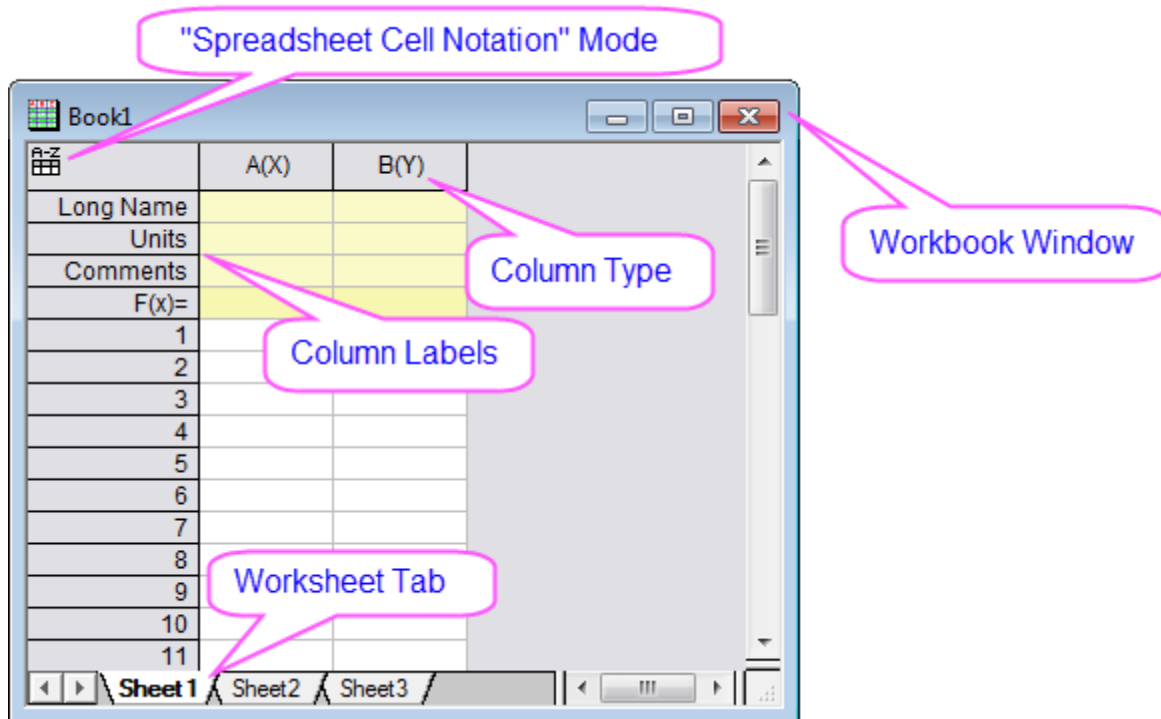 "Spreadsheet Cell Notation" Mode
Book1
A-Z
A(X) B(Y)
Long Name
Units
Workbook Window
Comments
Column Type
F(x)=
1
Column Labels
2
3
4
5
6
7
8
Worksheet Tab
9
10
11
Sheet1 Sheet2 Sheet3